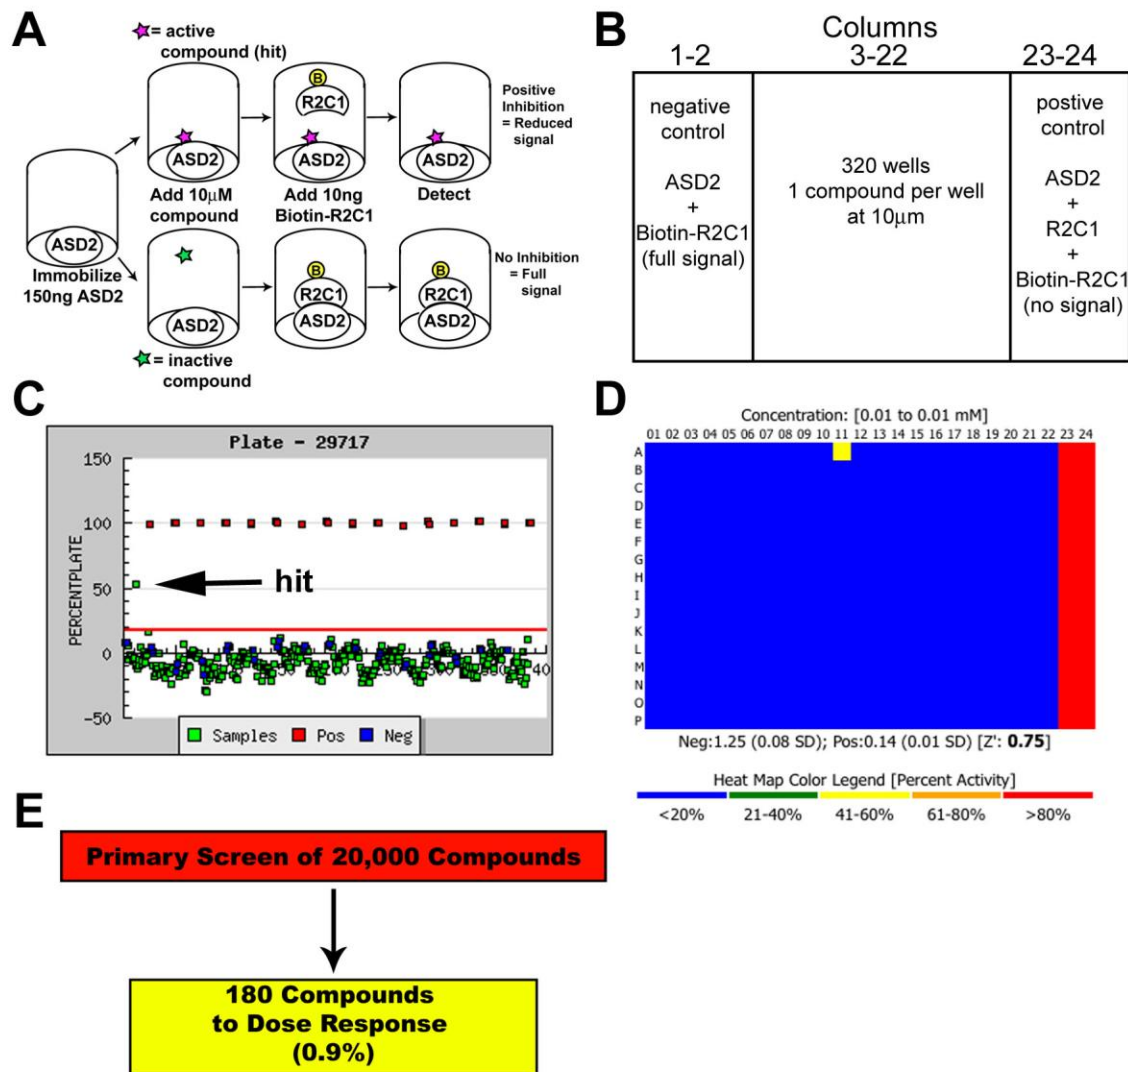 A
= active
compound (hit)
B
R2C1
Positive
Inhibition
= Reduced
signal
ASD2
ASD2
ASD2
ASD2
Add 10μM
compound
Add 10ng
Biotin-R2C1
Detect
Immobilize
150ng ASD2
B
R2C1
ASD2
B
R2C1
ASD2
ASD2
No Inhibition
= Full
signal
= inactive
compound
B
Columns
1-2
3-22
23-24
negative
control
ASD2
+
Biotin-R2C1
(full signal)
320 wells
1 compound per well
at 10μm
postive
control
ASD2
+
R2C1
+
Biotin-R2C1
(no signal)
C
Plate - 29717
PERCENTPLATE
150
100
50
0
-50
hit
40
Samples Pos Neg
D
Concentration: [0.01 to 0.01 mM]
01 02 03 04 05 06 07 08 09 10 11 12 13 14 15 16 17 18 19 20 21 22 23 24
A
B
C
D
E
F
G
H
I
J
K
L
M
N
O
P
Neg:1.25 (0.08 SD); Pos:0.14 (0.01 SD) [Z': 0.75]
Heat Map Color Legend [Percent Activity]
<20% 21-40% 41-60% 61-80% >80%
E
Primary Screen of 20,000 Compounds
180 Compounds
to Dose Response
(0.9%)